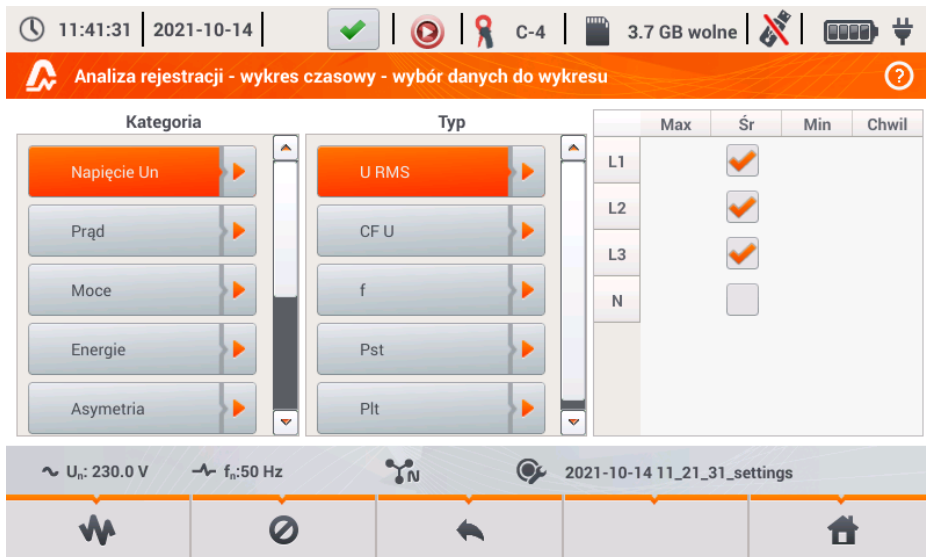 11:41:31 2021-10-14 C-4 3.7 GB wolne
Analiza rejestracji - wykres czasowy - wybór danych do wykresu ?
Kategoria Typ Max Śr Min Chwil
Napięcie Un U RMS L1
Prąd CF U L2
Moce f L3
Energie Pst N
Asymetria Plt
Un: 230.0 V fn:50 Hz N 2021-10-14 11_21_31_settings